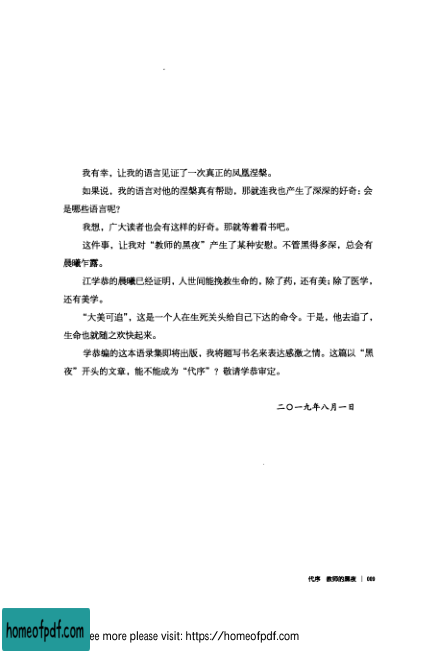 我有幸，让我的语言见证了一次真正的凤凰涅槃。
如果说，我的语言对他的涅槃真有帮助，那就连我也产生了深深的好奇：会
是哪些语言呢？
我想，广大读者也会有这样的好奇。那就等着看书吧。
这件事，让我对“教师的黑夜”产生了某种安慰。不管黑得多深，总会有
晨曦乍露。
江学恭的晨曦已经证明，人世间能挽救生命的，除了药，还有美；除了医学，
还有美学。
“大美可追”，这是一个人在生死关头给自己下达的命令。于是，他去追了，
生命也就随之欢快起来。
学恭编的这本语录集即将出版，我将题写书名来表达感激之情。这篇以“黑
夜”开头的文章，能不能成为“代序”？敬请学恭审定。
二〇一九年八月一日
代序 教师的黑夜 | 009
homeofpdf.com
ee more please visit: https://homeofpdf.com